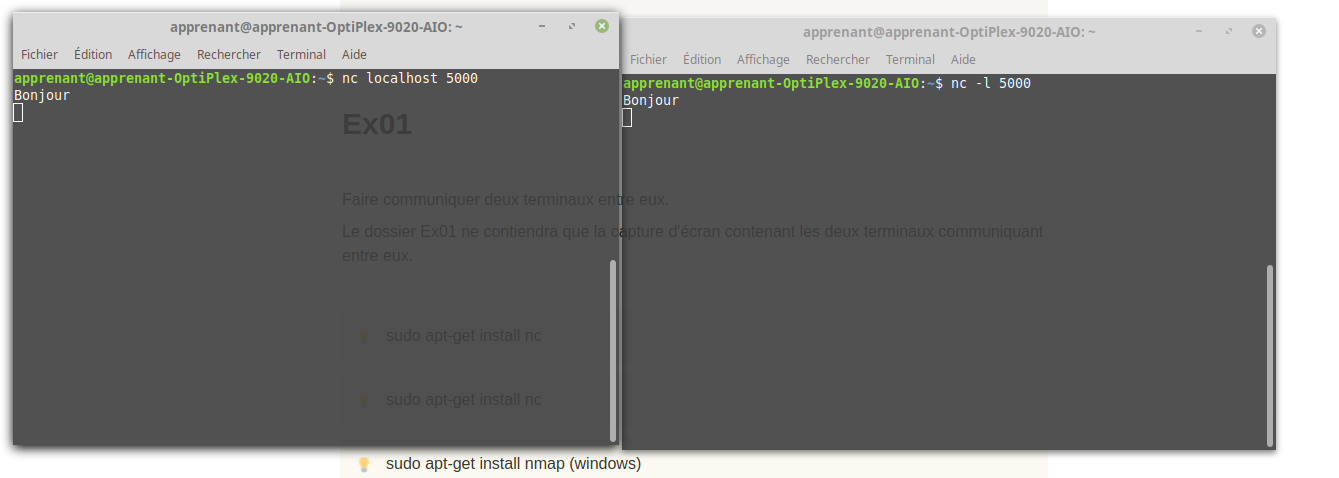 apprenant@apprenant-OptiPlex-9020-AIO: ~
Fichier Édition Affichage Rechercher Terminal Aide
apprenant@apprenant-OptiPlex-9020-AIO:~$ nc localhost 5000
Bonjour
apprenant@apprenant-OptiPlex-9020-AIO: ~
Fichier Édition Affichage Rechercher Terminal Aide
apprenant@apprenant-OptiPlex-9020-AIO:~$ nc -l 5000
Bonjour
Ex01
Faire communiquer deux terminaux entre eux.
Le dossier Ex01 ne contiendra que la capture d'écran contenant les deux terminaux communiquant
entre eux.
sudo apt-get install nc
sudo apt-get install nc
sudo apt-get install nmap (windows)